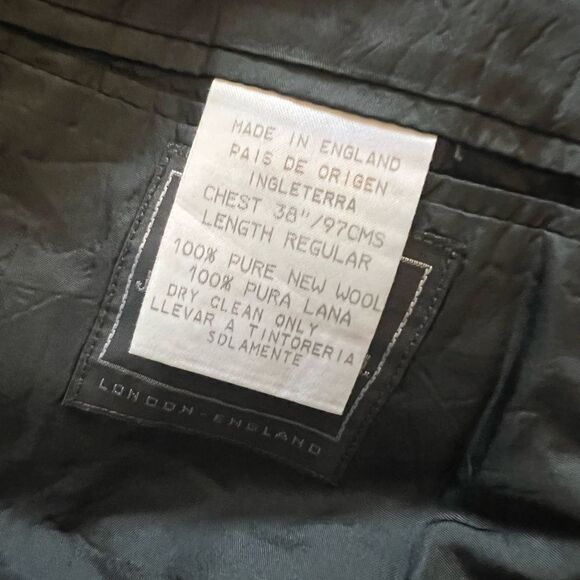 MADE IN ENGLAND
PAIS DE ORIGEN
INGLETERRA
CHEST 38"/97CMS
LENGTH REGULAR
100% PURE NEW WOOL
100% PURA LANA
DRY CLEAN ONLY
LLEVAR A TINTORERIA
SOLAMENTE
LONDON-ENGLAND